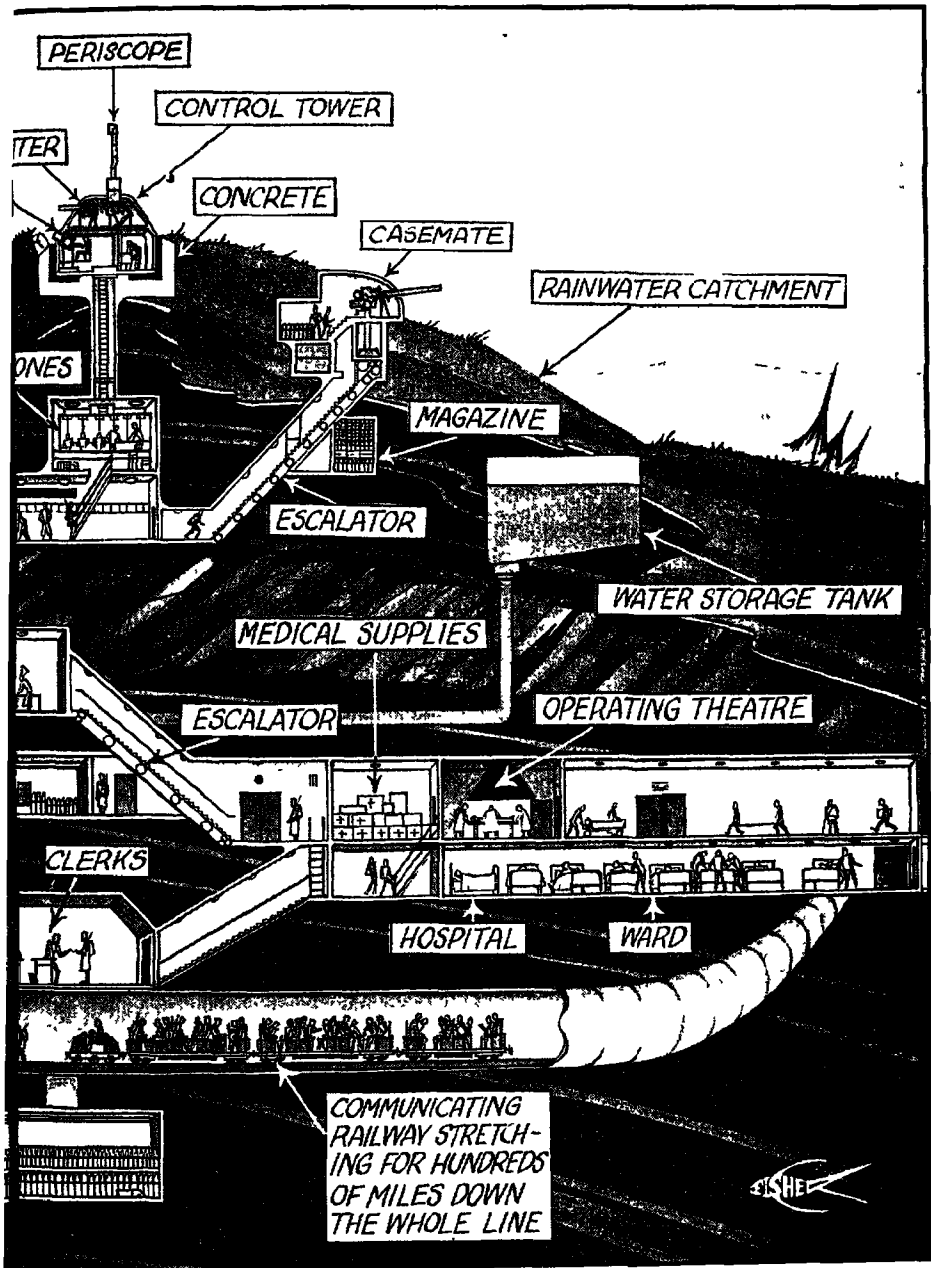 PERISCOPE
CONTROL TOWER
TER
CONCRETE
CASEMATE
RAINWATER CATCHMENT
ONES
MAGAZINE
ESCALATOR
WATER STORAGE TANK
MEDICAL SUPPLIES
ESCALATOR
OPERATING THEATRE
CLERKS
HOSPITAL
WARD
COMMUNICATING
RAILWAY STRETCH-
ING FOR HUNDREDS
OF MILES DOWN
THE WHOLE LINE
FISHER